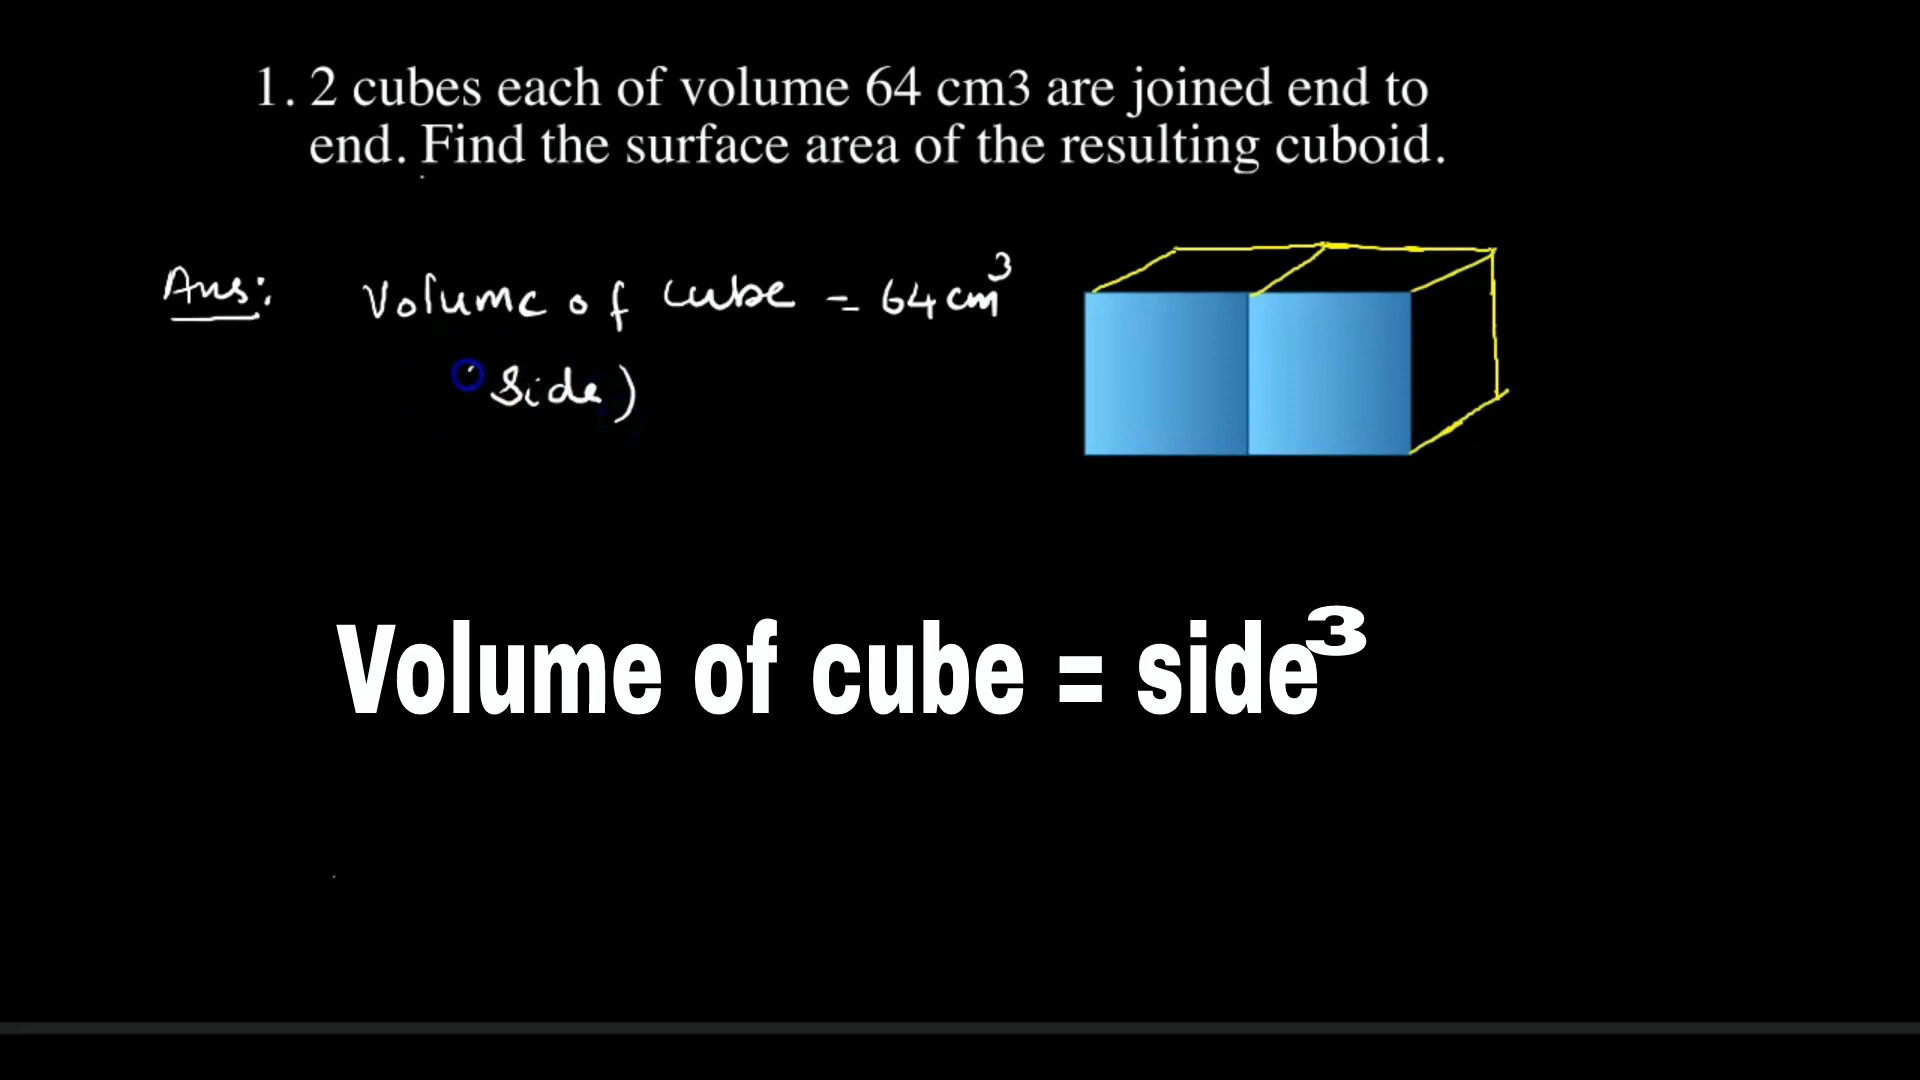 1. 2 cubes each of volume 64 cm3 are joined end to
end. Find the surface area of the resulting cuboid.
Ans: Volume of cube = 64 cm³
Side)
Volume of cube = side³